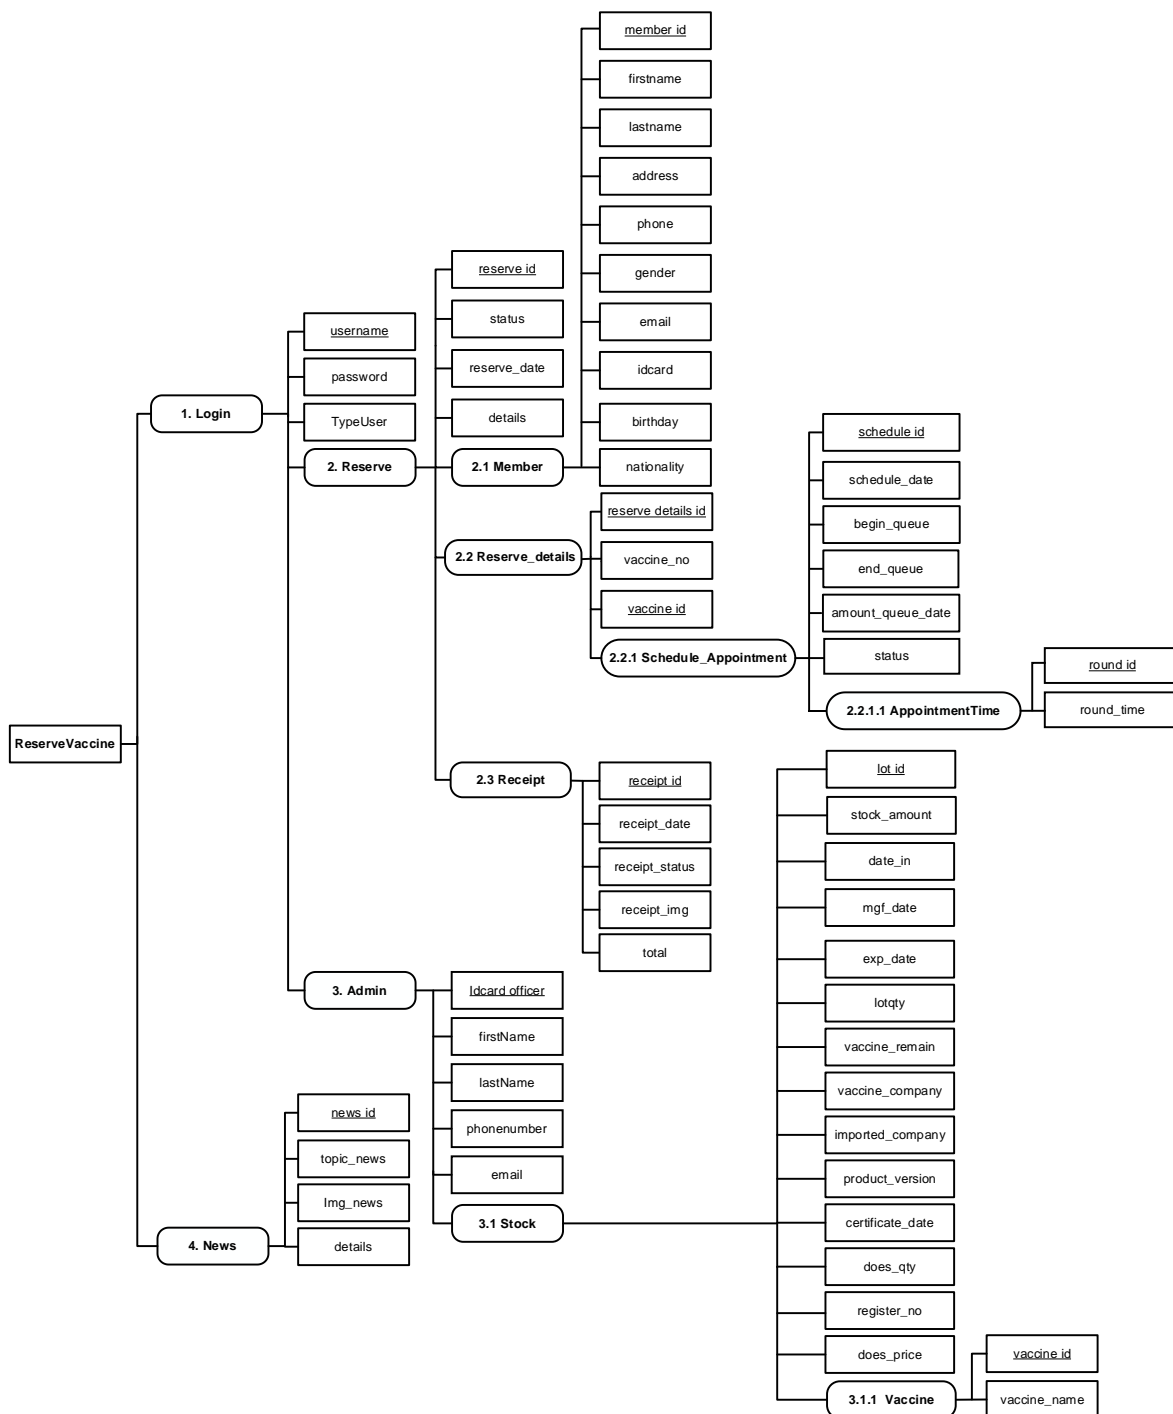 member id
firstname
lastname
address
phone
gender
email
idcard
birthday
nationality
reserve id
status
reserve_date
details
2.1 Member
username
password
TypeUser
2. Reserve
1. Login
reserve details id
vaccine_no
vaccine id
2.2 Reserve_details
2.2.1 Schedule_Appointment
schedule id
schedule_date
begin_queue
end_queue
amount_queue_date
status
2.2.1.1 AppointmentTime
round id
round_time
ReserveVaccine
2.3 Receipt
receipt id
receipt_date
receipt_status
receipt_img
total
lot id
stock_amount
date_in
mgf_date
exp_date
lotqty
vaccine_remain
vaccine_company
imported_company
product_version
certificate_date
does_qty
register_no
does_price
3.1.1 Vaccine
vaccine id
vaccine_name
3. Admin
Idcard officer
firstName
lastName
phonenumber
email
3.1 Stock
news id
topic_news
Img_news
details
4. News